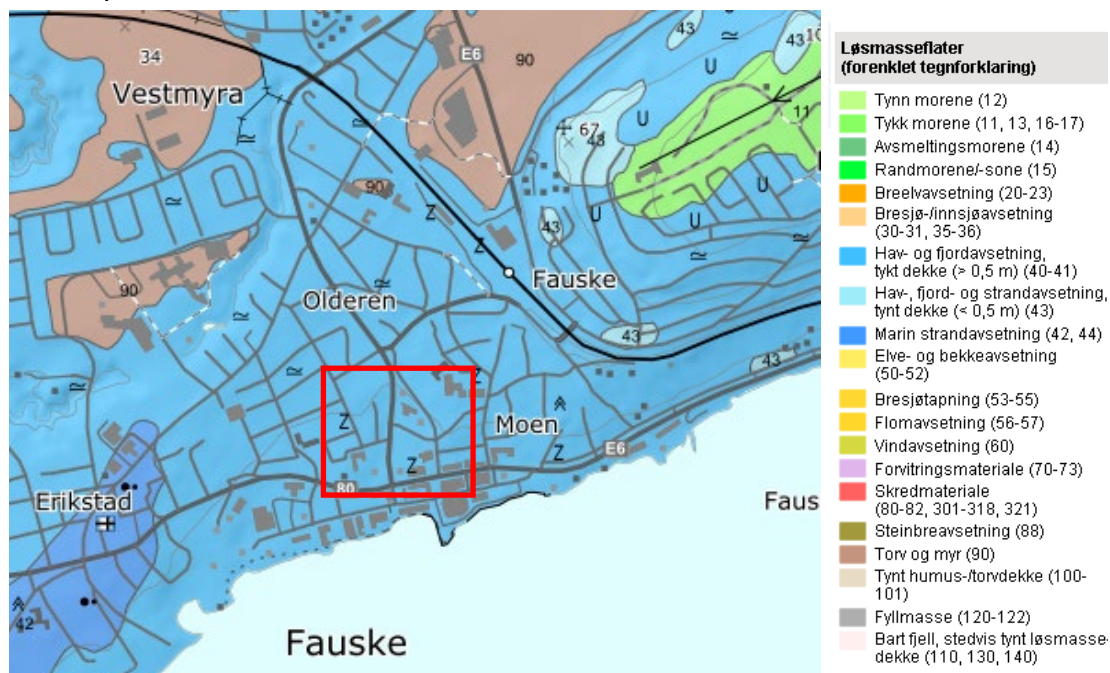 34
E6
90
43
43
10
Vestmyra
U
67
43
11
U
Z
90
U
U
Z
43
U
Fauske
90
Olderen
43
43
Z
Z
Moen
Z
Z
E6
80
Erikstad
Faus
42
Fauske
Løsmasseflater
(forenklet tegnforklaring)
Tynn morene (12)
Tykk morene (11, 13, 16-17)
Avsmeltingsmorene (14)
Randmorene/-sone (15)
Breelvavsetning (20-23)
Bresjø-/innsjøavsetning
(30-31, 35-36)
Hav- og fjordavsetning,
tykt dekke (> 0,5 m) (40-41)
Hav-, fjord- og strandavsetning,
tynt dekke (< 0,5 m) (43)
Marin strandavsetning (42, 44)
Elve- og bekkeavsetning
(50-52)
Bresjøtapning (53-55)
Flomavsetning (56-57)
Vindavsetning (60)
Forvitringsmateriale (70-73)
Skredmateriale
(80-82, 301-318, 321)
Steinbreavsetning (88)
Torv og myr (90)
Tynt humus-/torvdekke (100-
101)
Fyllmasse (120-122)
Bart fjell, stedvis tynt løsmasse-
dekke (110, 130, 140)